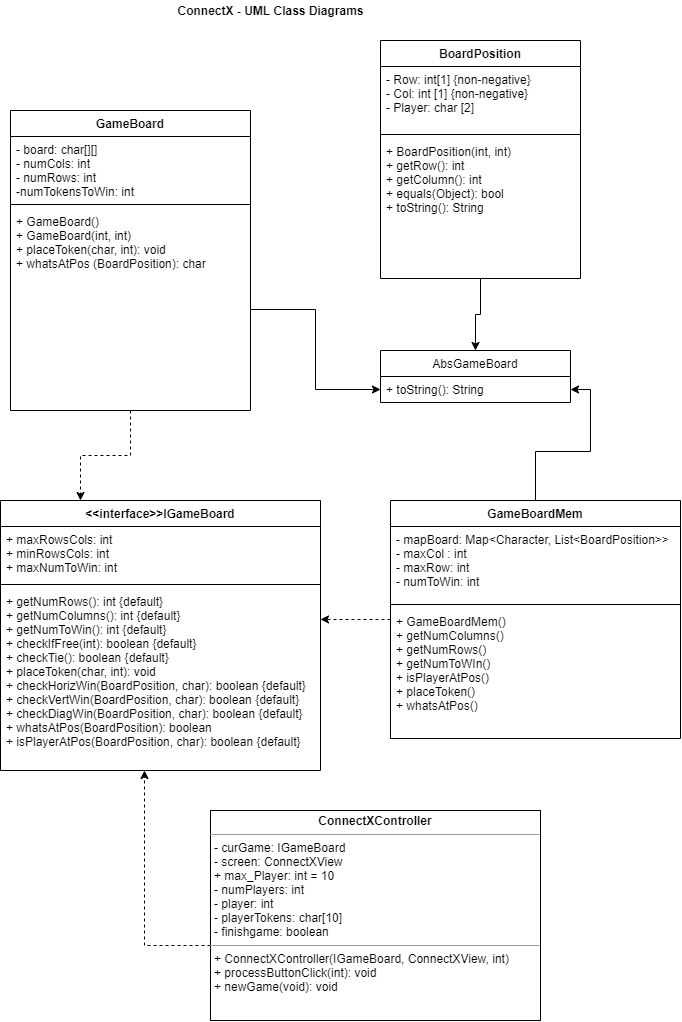 ConnectX - UML Class Diagrams
BoardPosition
- Row: int[1] {non-negative}
- Col: int [1] {non-negative}
- Player: char [2]
+ BoardPosition(int, int)
+ getRow(): int
+ getColumn(): int
+ equals(Object): bool
+ toString(): String
GameBoard
- board: char[][]
- numCols: int
- numRows: int
-numTokensToWin: int
+ GameBoard()
+ GameBoard(int, int)
+ placeToken(char, int): void
+ whatsAtPos (BoardPosition): char
AbsGameBoard
+ toString(): String
<<interface>>IGameBoard
+ maxRowsCols: int
+ minRowsCols: int
+ maxNumToWin: int
+ getNumRows(): int {default}
+ getNumColumns(): int {default}
+ getNumToWin(): int {default}
+ checkIfFree(int): boolean {default}
+ checkTie(): boolean {default}
+ placeToken(char, int): void
+ checkHorizWin(BoardPosition, char): boolean {default}
+ checkVertWin(BoardPosition, char): boolean {default}
+ checkDiagWin(BoardPosition, char): boolean {default}
+ whatsAtPos(BoardPosition): boolean
+ isPlayerAtPos(BoardPosition, char): boolean {default}
GameBoardMem
- mapBoard: Map<Character, List<BoardPosition>>
- maxCol : int
- maxRow: int
- numToWin: int
+ GameBoardMem()
+ getNumColumns()
+ getNumRows()
+ getNumToWIn()
+ isPlayerAtPos()
+ placeToken()
+ whatsAtPos()
ConnectXController
- curGame: IGameBoard
- screen: ConnectXView
+ max_Player: int = 10
- numPlayers: int
- player: int
- playerTokens: char[10]
- finishgame: boolean
+ ConnectXController(IGameBoard, ConnectXView, int)
+ processButtonClick(int): void
+ newGame(void): void